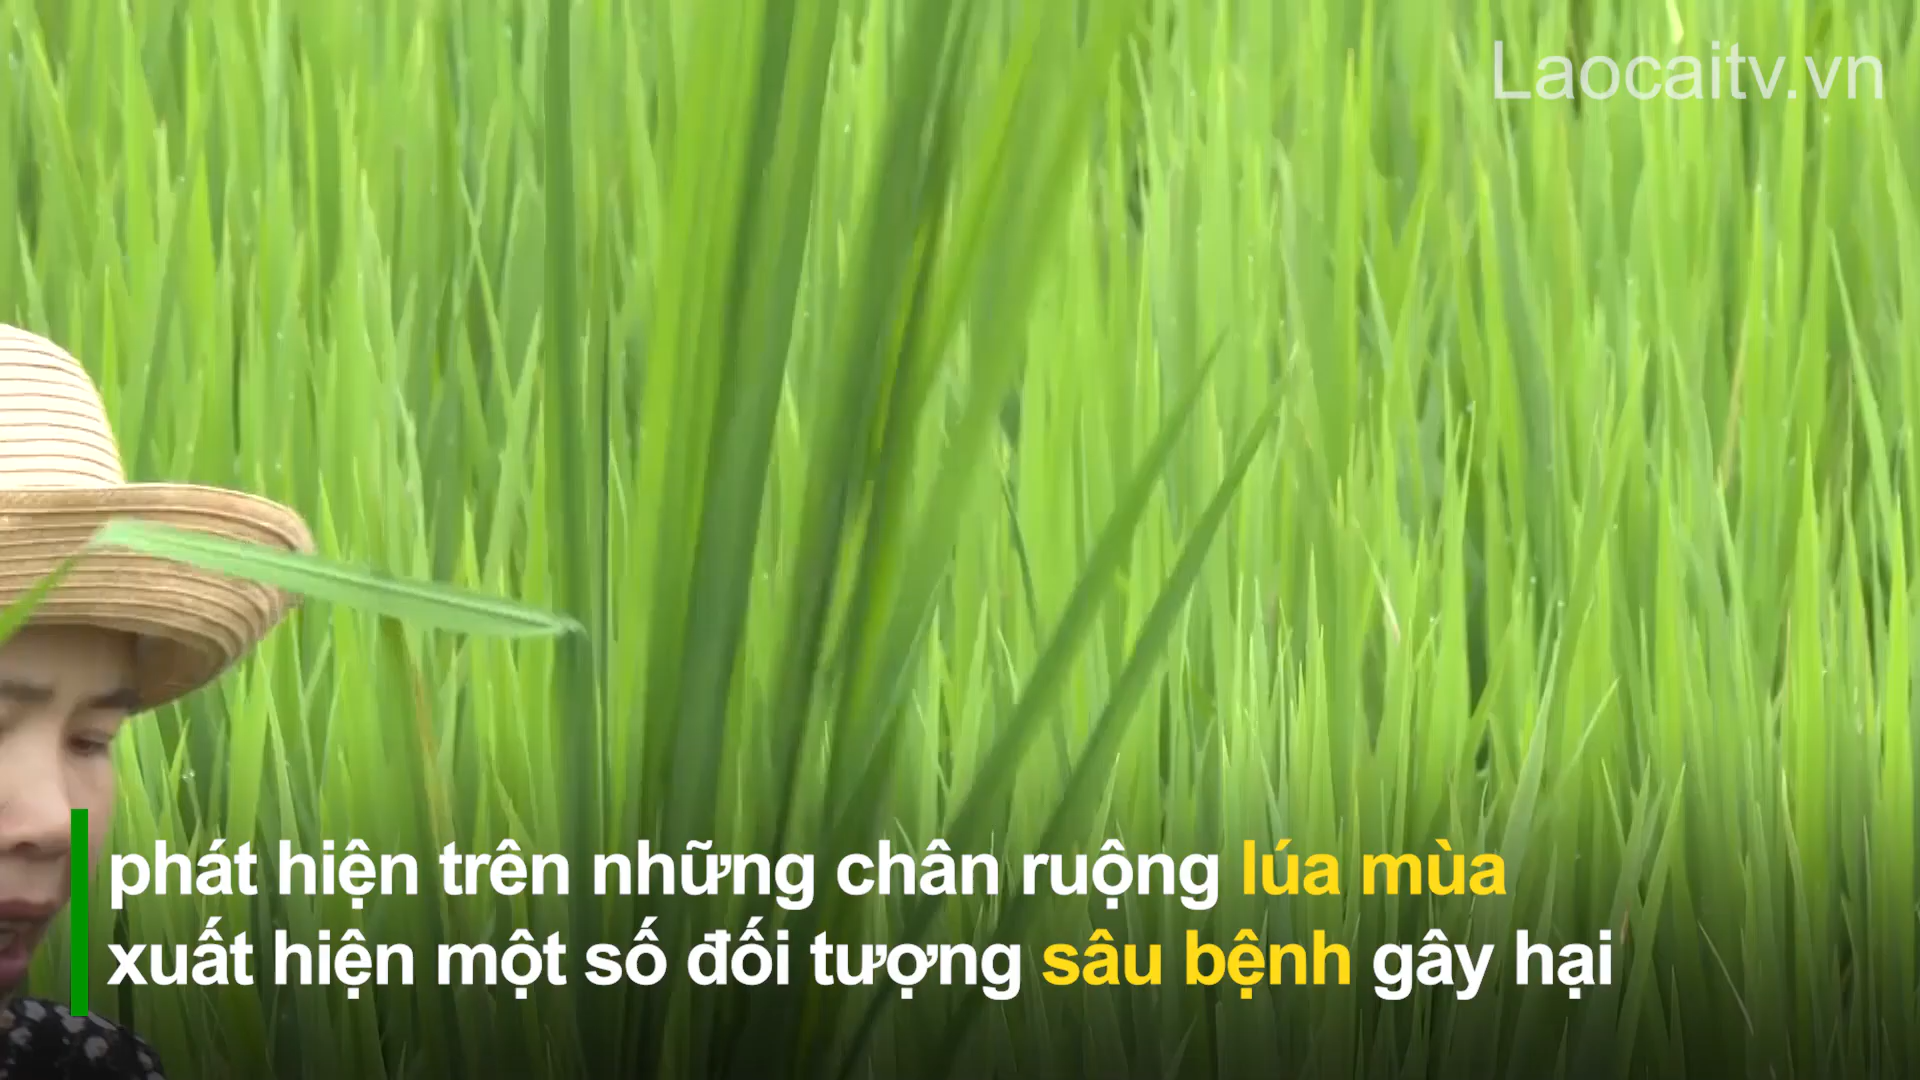 Laocaitv.vn
phát hiện trên những chân ruộng lúa mùa
xuất hiện một số đối tượng sâu bệnh gây hại